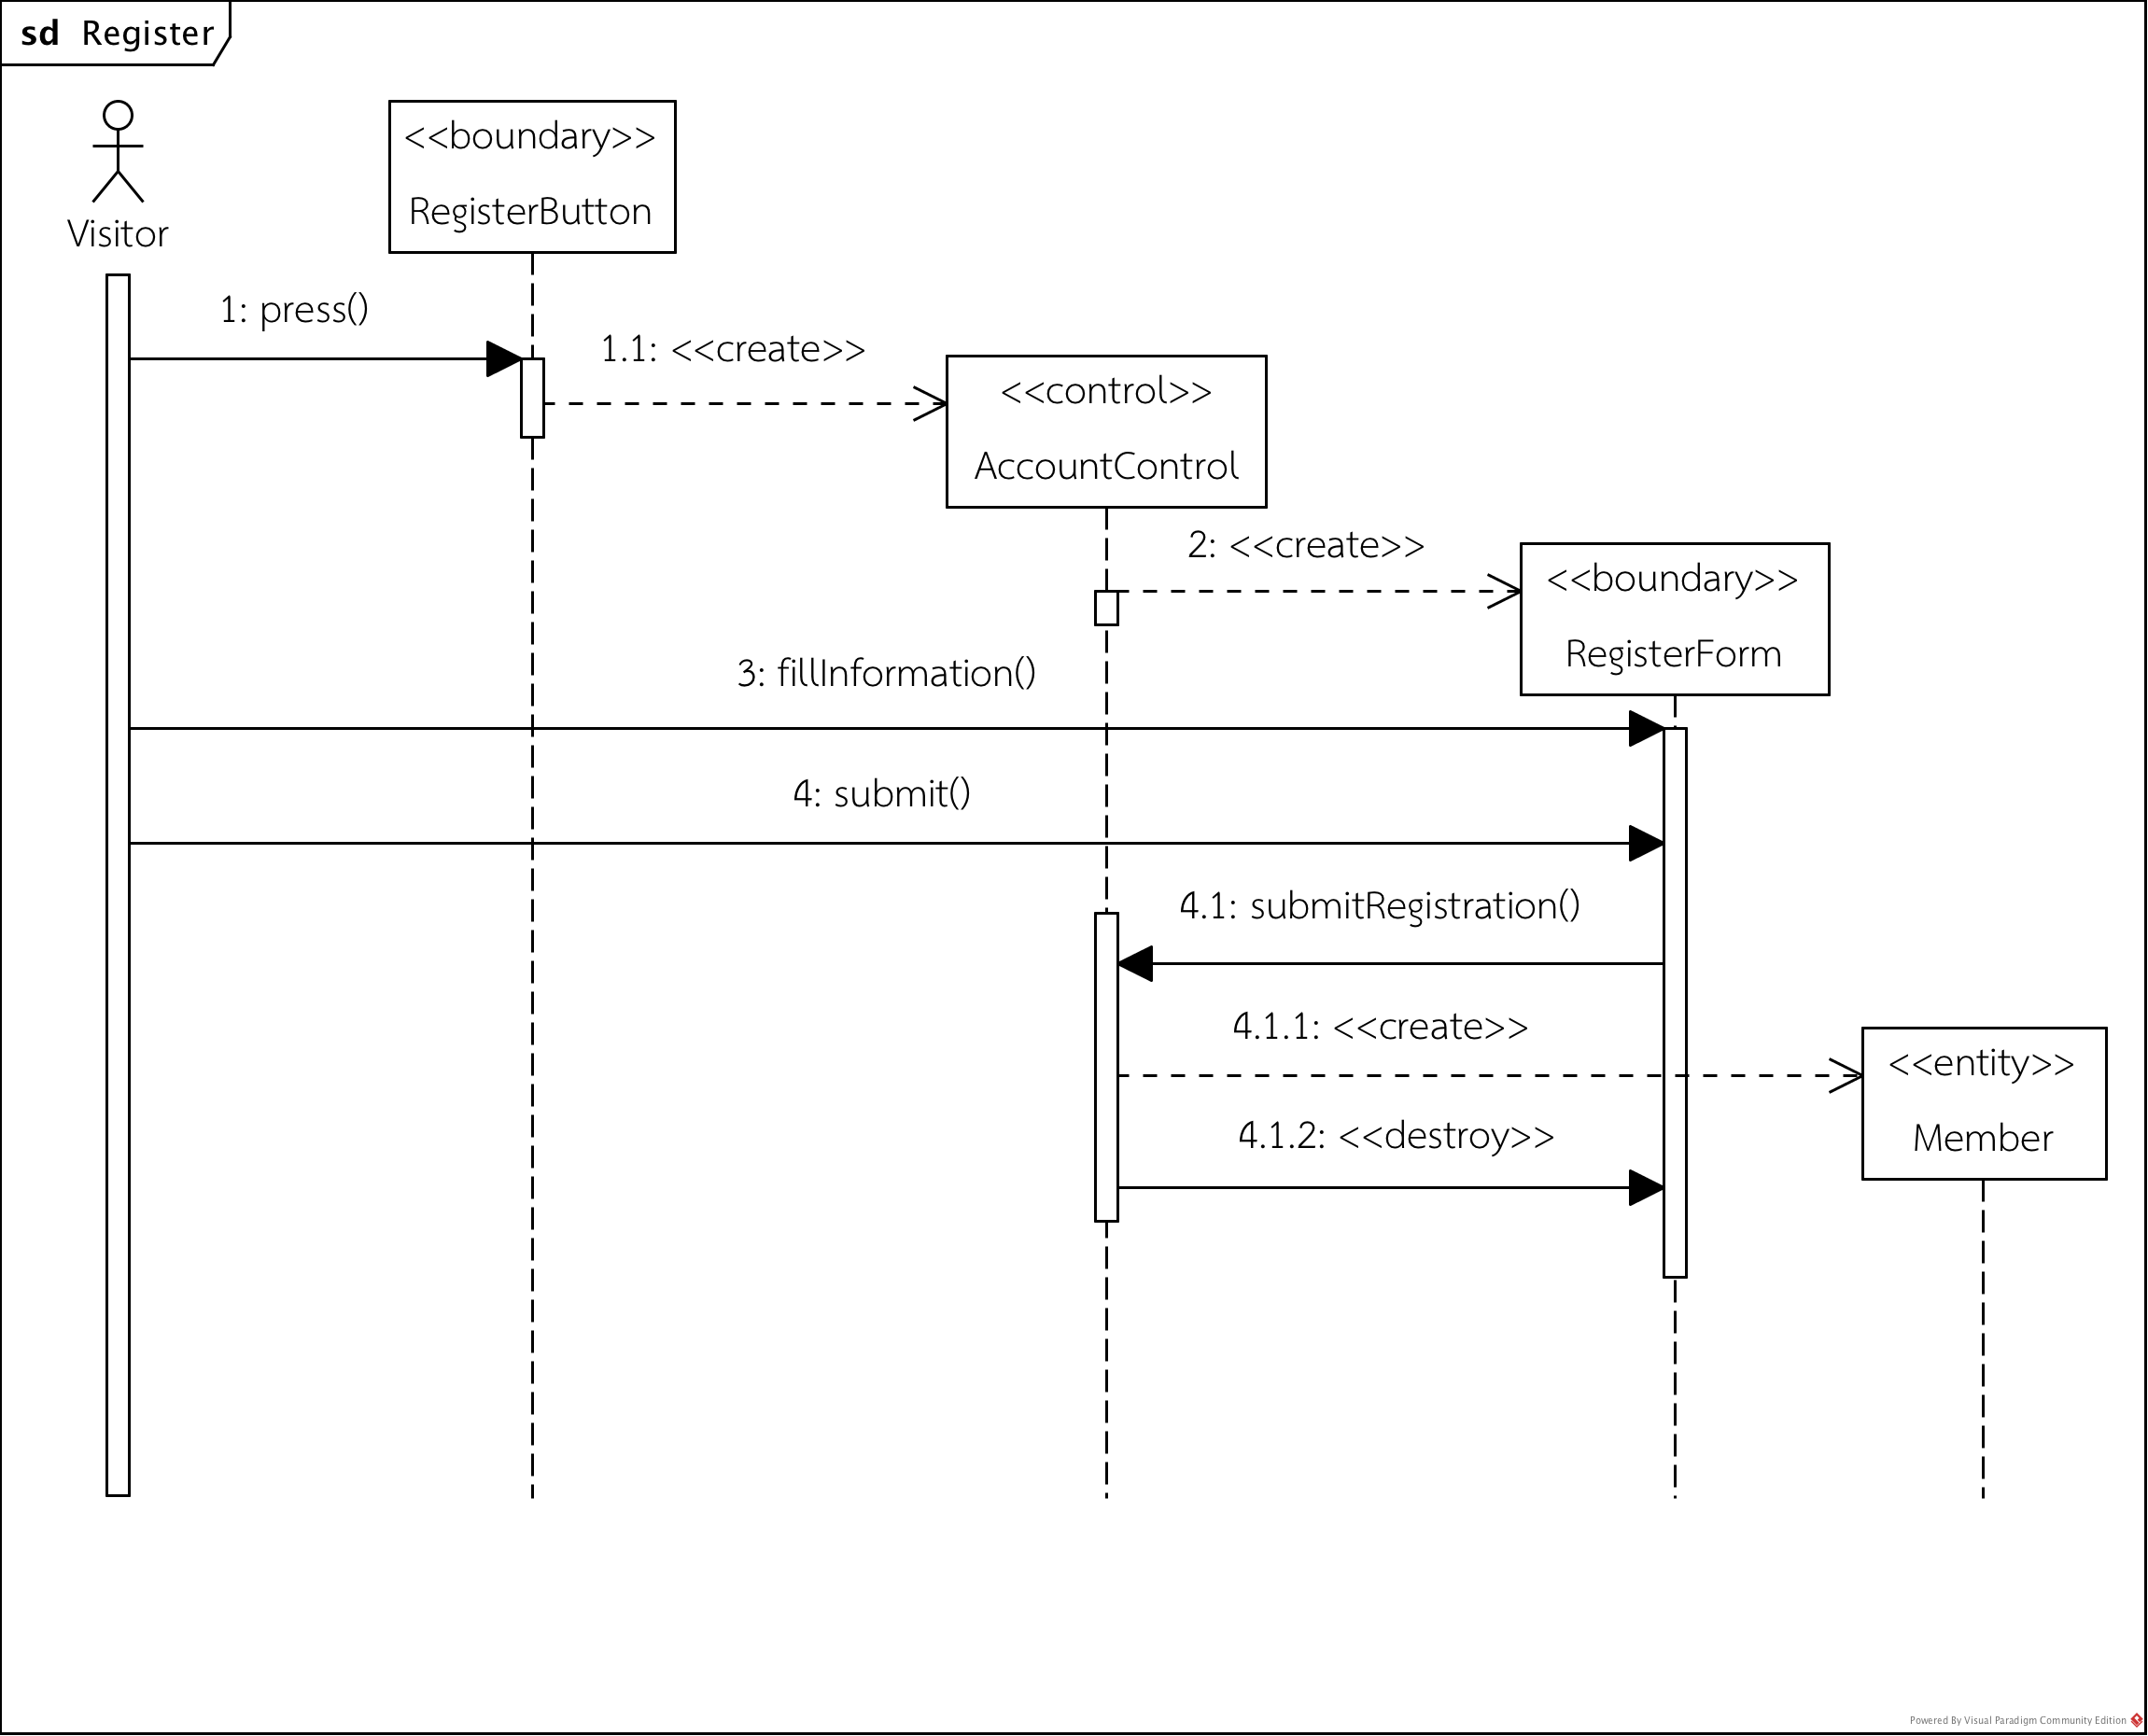 sd Register
Visitor
<<boundary>>
RegisterButton
1: press()
1.1: <<create>>
<<control>>
AccountControl
2: <<create>>
<<boundary>>
RegisterForm
3: fillInformation()
4: submit()
4.1: submitRegistration()
4.1.1: <<create>>
<<entity>>
Member
4.1.2: <<destroy>>
Powered By Visual Paradigm Community Edition